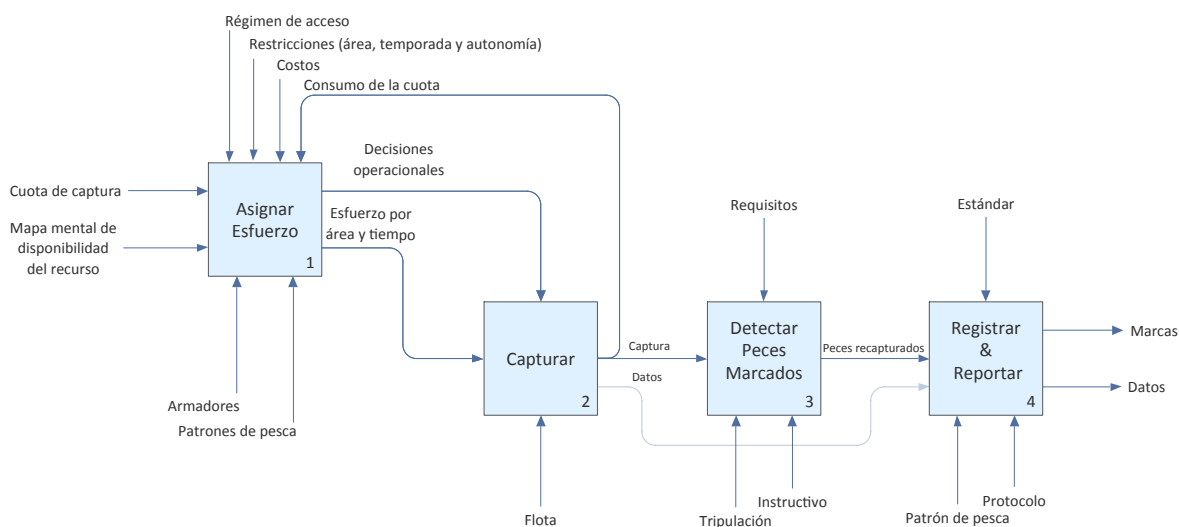 Régimen de acceso
Restricciones (área, temporada y autonomía)
Costos
Consumo de la cuota
Decisiones
operacionales
Cuota de captura
Asignar
Esfuerzo
1
Esfuerzo por
área y tiempo
Mapa mental de
disponibilidad
del recurso
Armadores
Patrones de pesca
Capturar
2
Flota
Captura
Datos
Requisitos
Detectar
Peces
Marcados
3
Tripulación
Instructivo
Peces recapturados
Estándar
Registrar
&
Reportar
4
Marcas
Datos
Patrón de pesca
Protocolo